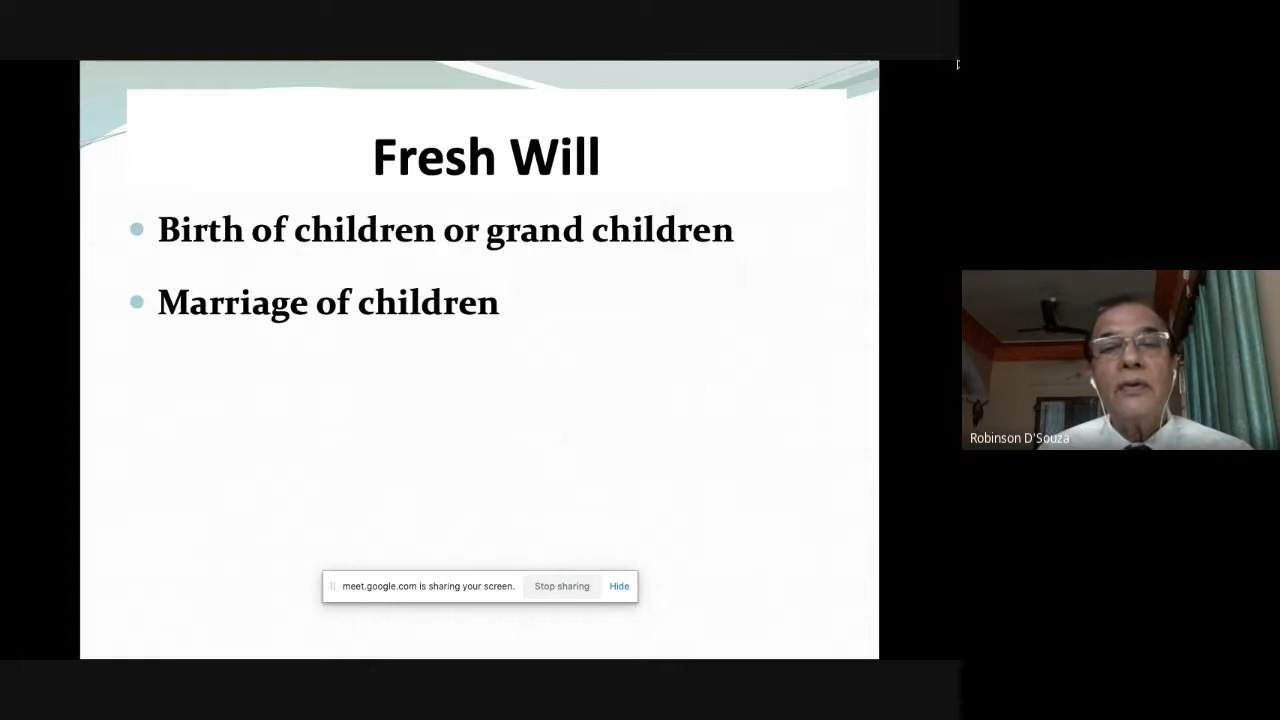 Fresh Will
Birth of children or grand children
Marriage of children
meet.google.com is sharing your screen. Stop sharing Hide
Robinson D'Souza